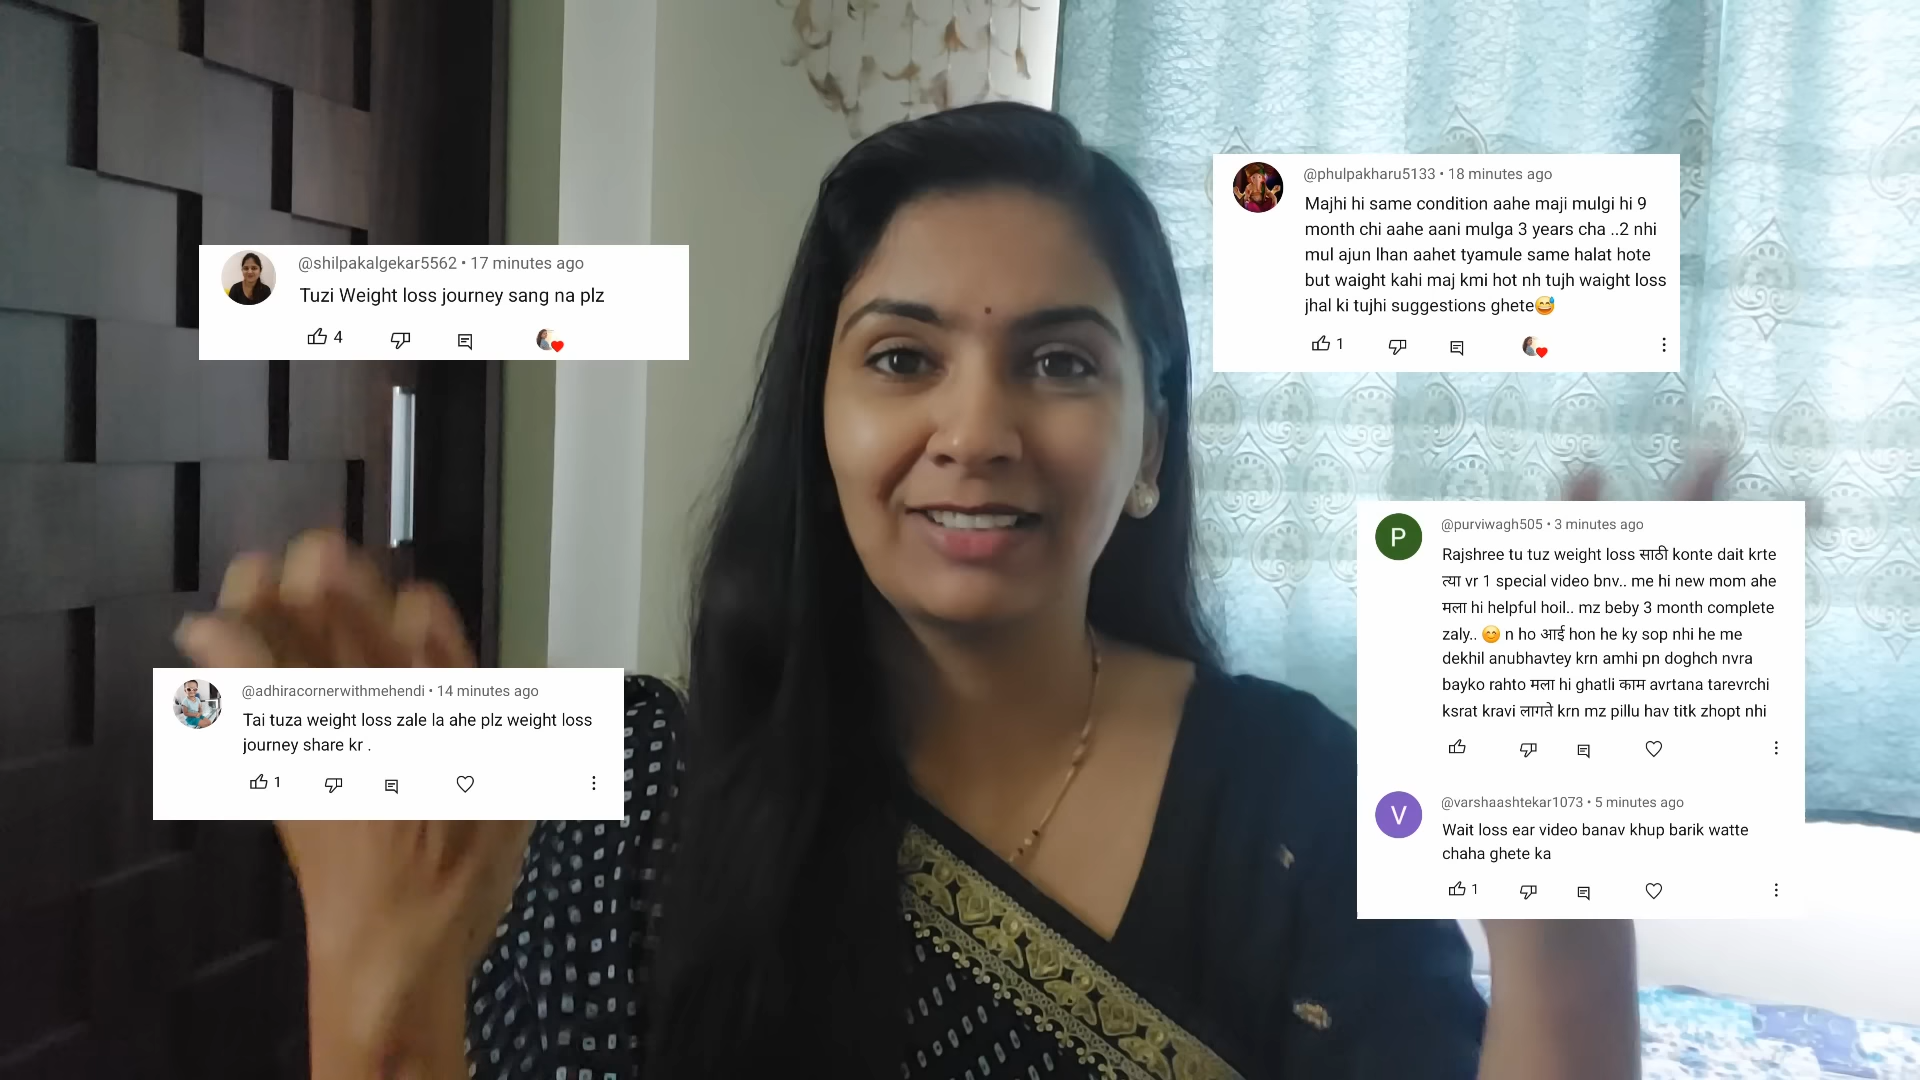 @shilpakalgekar5562 • 17 minutes ago
Tuzi Weight loss journey sang na plz
4
@adhiracornerwithmehendi • 14 minutes ago
Tai tuza weight loss zale la ahe plz weight loss
journey share kr .
1
@phulpakharu5133 • 18 minutes ago
Majhi hi same condition aahe maji mulgi hi 9
month chi aahe aani mulga 3 years cha ..2 nhi
mul ajun lhan aahet tyamule same halat hote
but waight kahi maj kmi hot nh tujh waight loss
jhal ki tujhi suggestions ghete😅
1
P
@purviwagh505 • 3 minutes ago
Rajshree tu tuz weight loss साठी konte dait krte
त्या vr 1 special video bnv.. me hi new mom ahe
मला hi helpful hoil.. mz beby 3 month complete
zaly.. 😊 n ho आई hon he ky sop nhi he me
dekhil anubhavtey krn amhi pn doghch nvra
bayko rahto मला hi ghatli काम avrtana tarevrchi
ksrat kravi लागते krn mz pillu hav titk zhopt nhi
V
@varshaashtekar1073 • 5 minutes ago
Wait loss ear video banav khup barik watte
chaha ghete ka
1